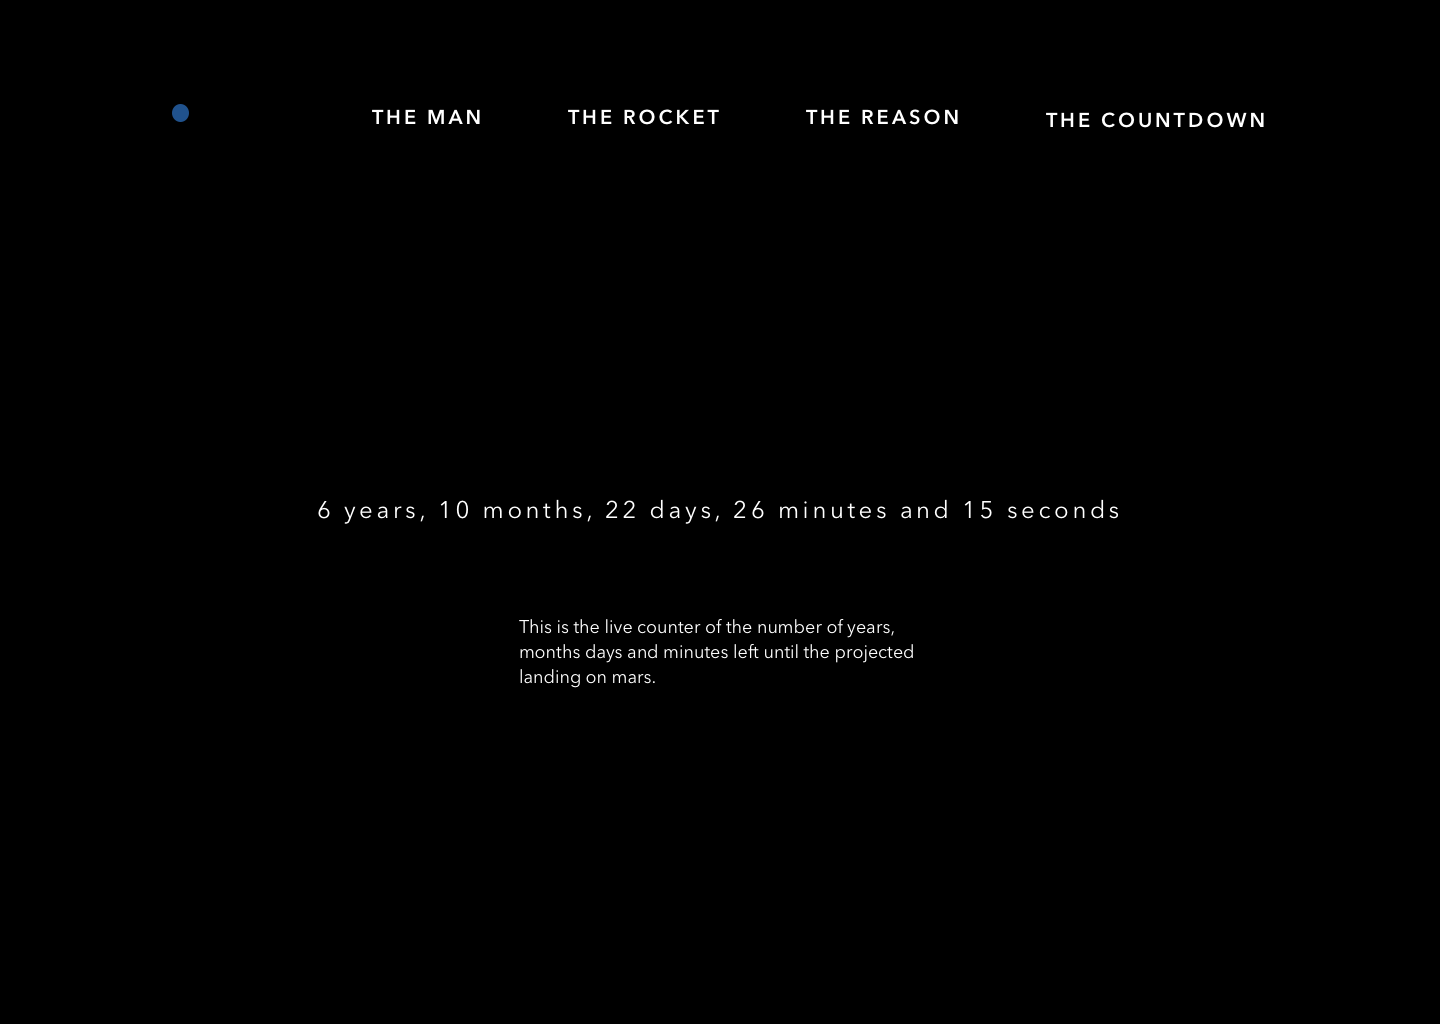 THE MAN THE ROCKET THE REASON THE COUNTDOWN
6 years, 10 months, 22 days, 26 minutes and 15 seconds
This is the live counter of the number of years,
months days and minutes left until the projected
landing on mars.